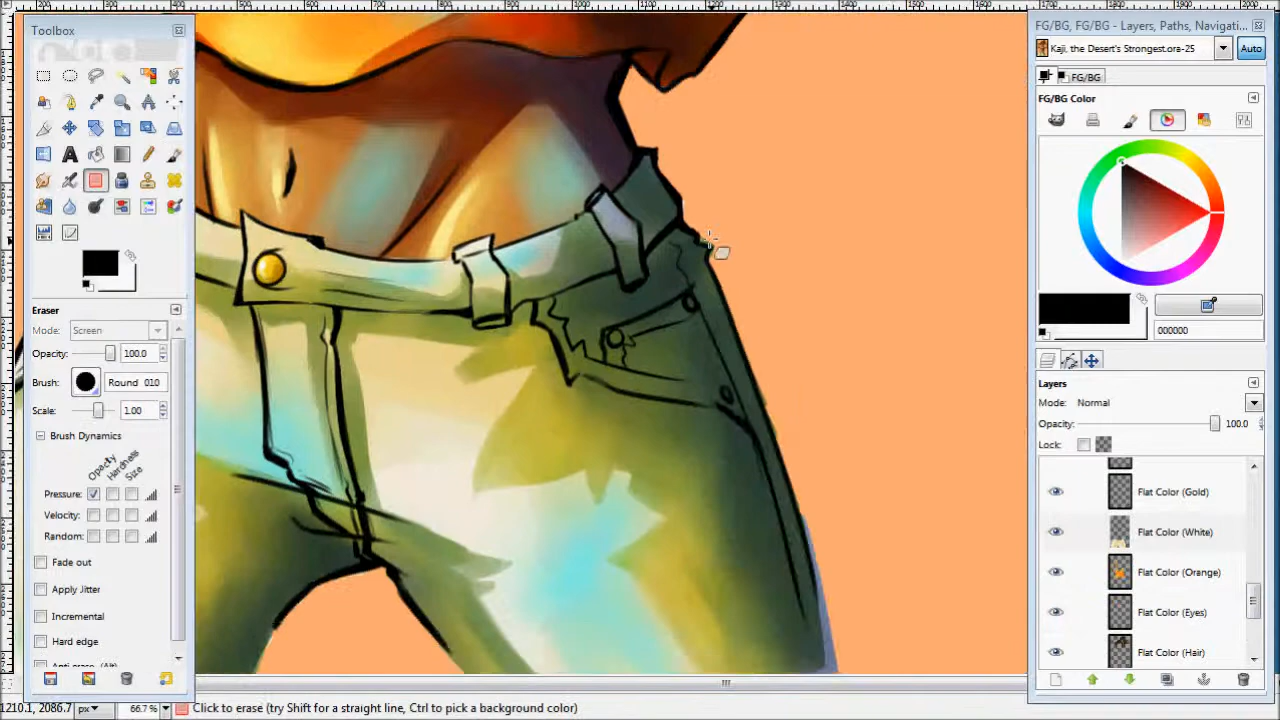 Toolbox
Eraser
Mode: Screen
Opacity: 100.0
Brush: Round 010
Scale: 1.00
Brush Dynamics
Opacity
Hardness
Size
Pressure:
Velocity:
Random:
Fade out
Apply Jitter
Incremental
Hard edge
Anti erase (Alt)
FG/BG, FG/BG - Layers, Paths, Navigati...
Kaji, the Desert's Strongest.ora-25
Auto
FG/BG
FG/BG Color
000000
Layers
Mode: Normal
Opacity: 100.0
Lock:
Flat Color (Gold)
Flat Color (White)
Flat Color (Orange)
Flat Color (Eyes)
Flat Color (Hair)
1210.1, 2086.7 px 66.7% Click to erase (try Shift for a straight line, Ctrl to pick a background color)